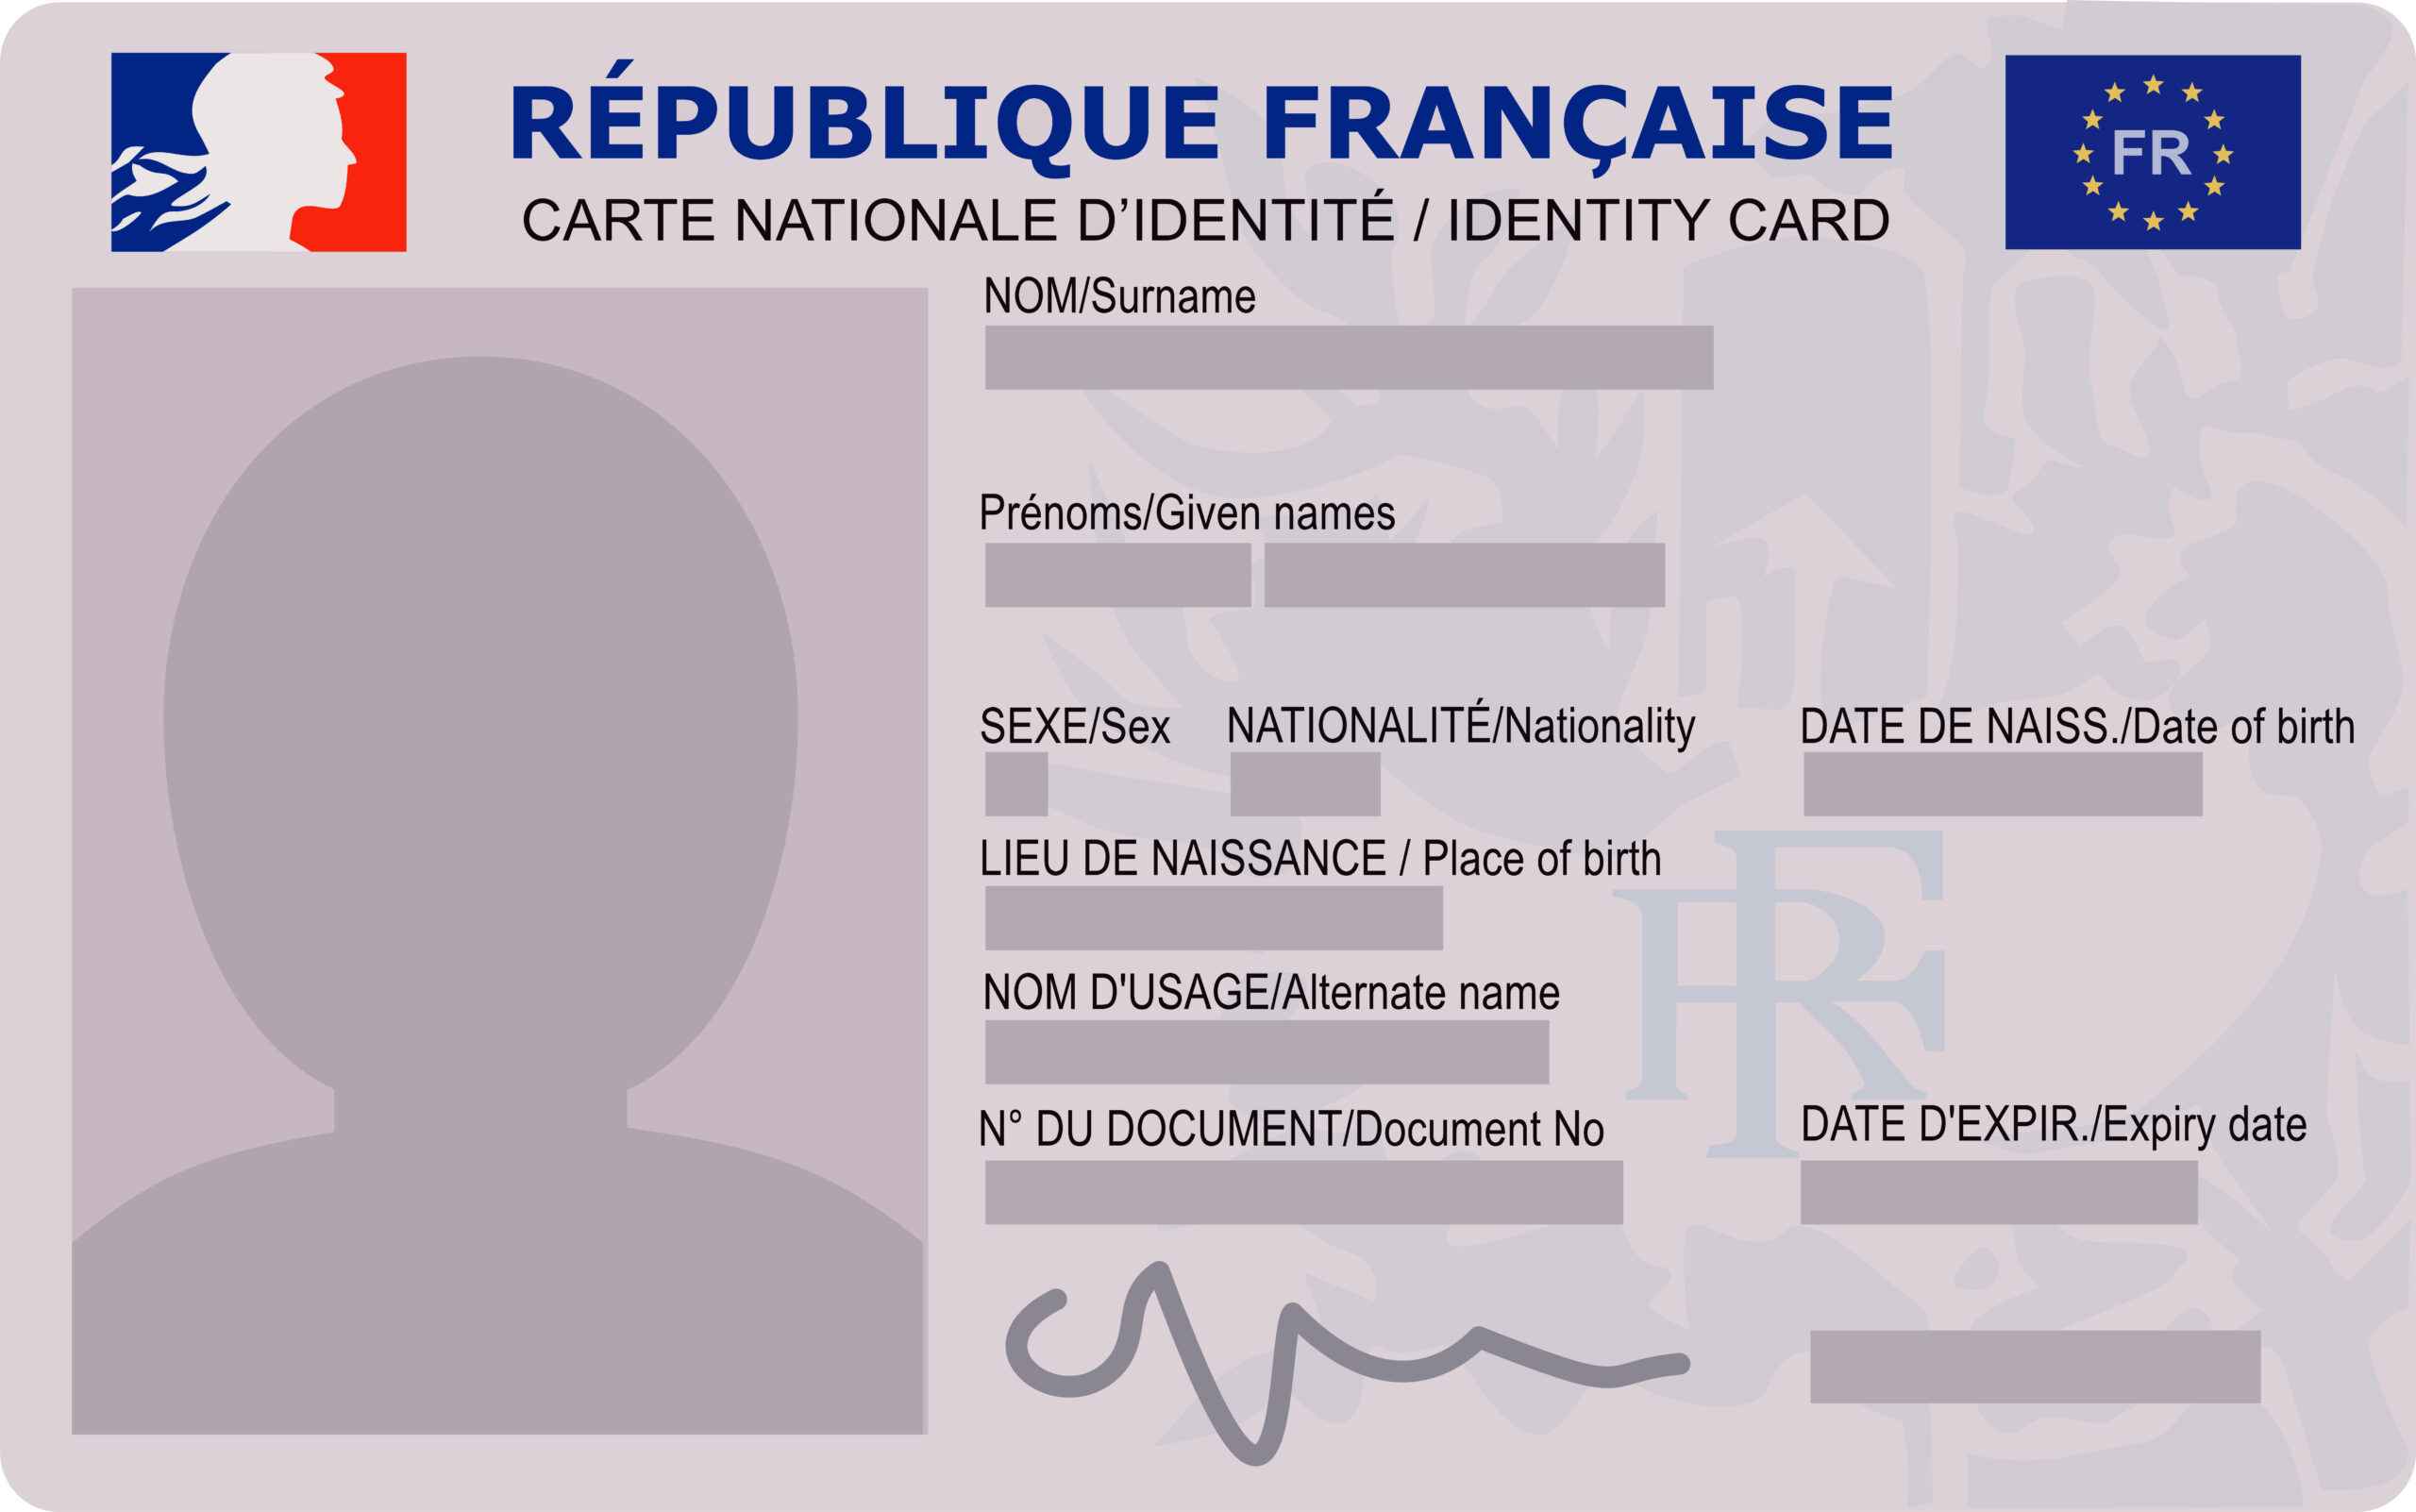 RÉPUBLIQUE FRANÇAISE
FR
CARTE NATIONALE D’IDENTITÉ / IDENTITY CARD
NOM/Surname
Prénoms/Given names
SEXE/Sex NATIONALITÉ/Nationality DATE DE NAISS./Date of birth
LIEU DE NAISSANCE / Place of birth
RF
NOM D'USAGE/Alternate name
N° DU DOCUMENT/Document No DATE D'EXPIR./Expiry date